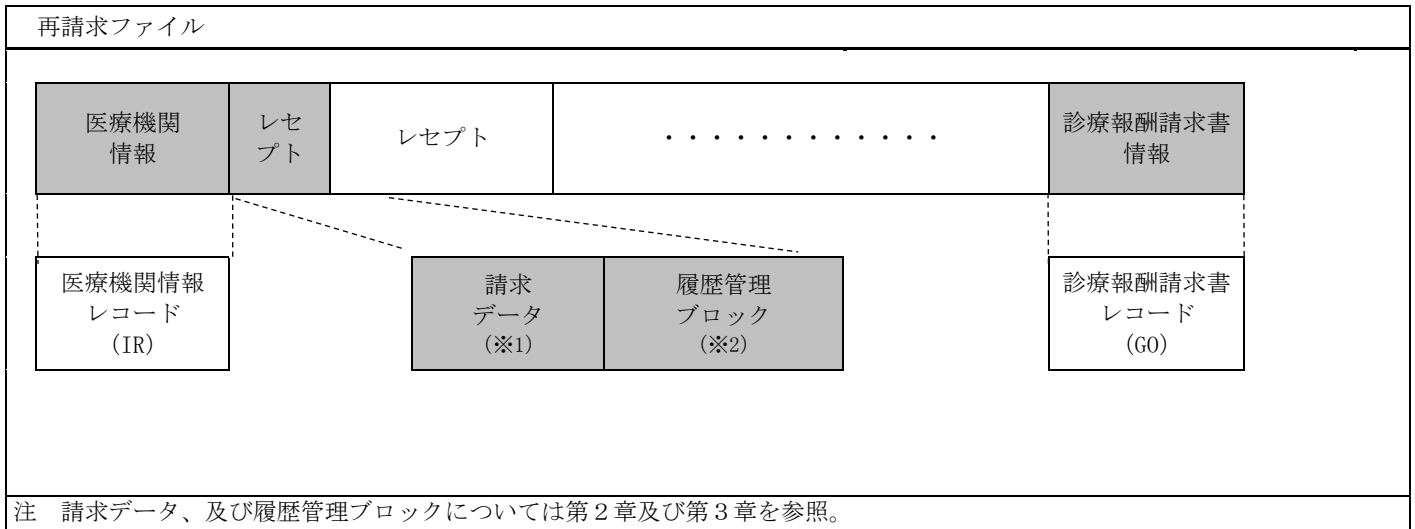 再請求ファイル
医療機関
情報
レセ
プト
レセプト
・・・・・・・・・・・・
診療報酬請求書
情報
医療機関情報
レコード
(IR)
請求
データ
(※1)
履歴管理
ブロック
(※2)
診療報酬請求書
レコード
(GO)
注 請求データ、及び履歴管理ブロックについては第2章及び第3章を参照。